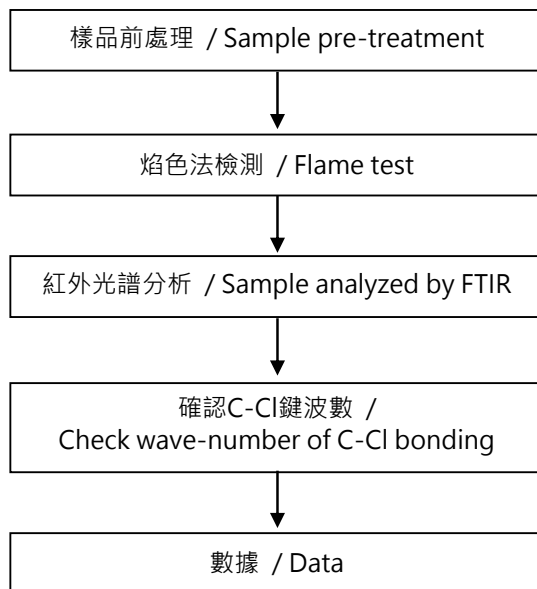 樣品前處理 / Sample pre-treatment
焰色法檢測 / Flame test
紅外光譜分析 / Sample analyzed by FTIR
確認C-Cl鍵波數 /
Check wave-number of C-Cl bonding
數據 / Data